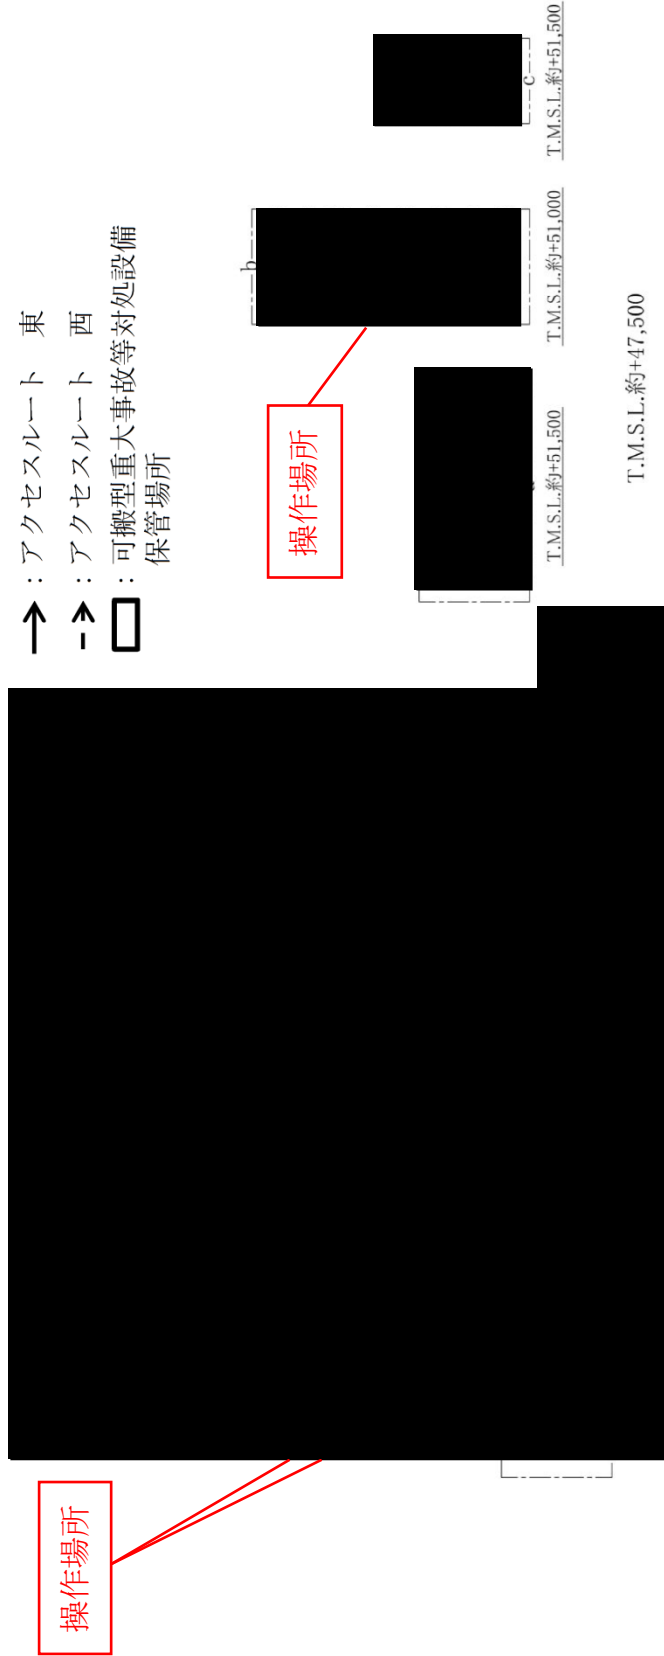 ：アクセスルート　東
：アクセスルート　西
：可搬型重大事故等対処設備
保管場所
操作場所
操作場所
b
c
T.M.S.L.約+51,500
T.M.S.L.約+51,000
T.M.S.L.約+51,500
T.M.S.L.約+47,500